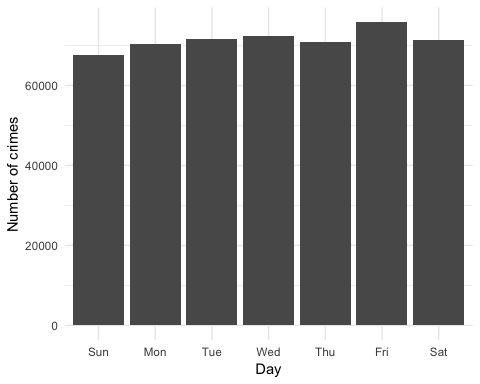 Number of crimes
60000
40000
20000
0
Sun Mon Tue Wed Thu Fri Sat
Day